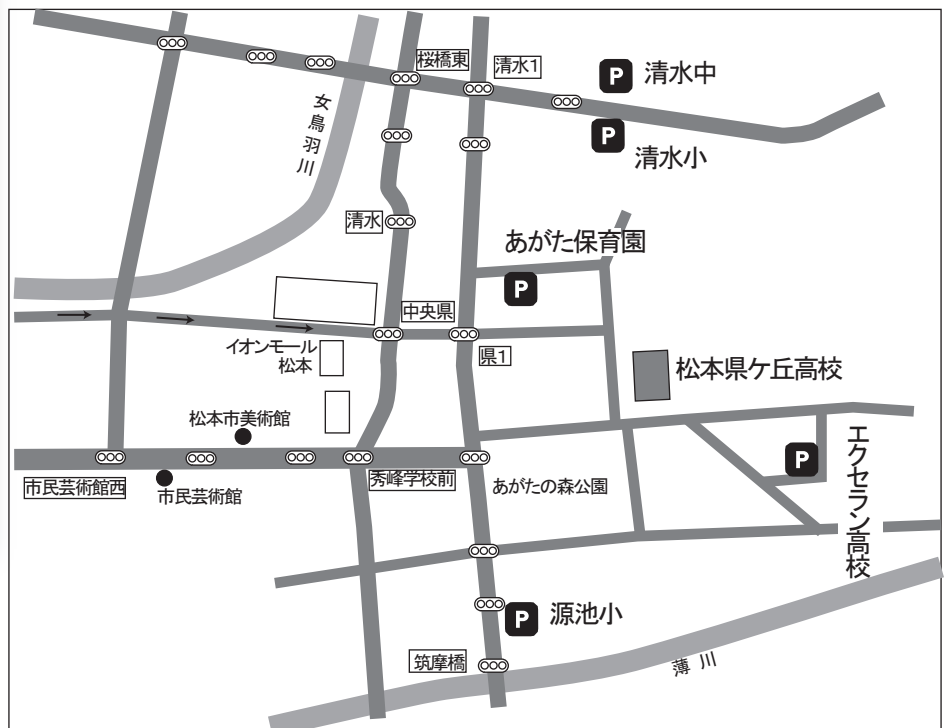 桜橋東
清水1
P
清水中
女鳥羽川
P
清水小
清水
あがた保育園
P
中央県
イオンモール
松本
県1
松本県ケ丘高校
松本市美術館
エクセラン高校
P
市民芸術館西
市民芸術館
秀峰学校前
あがたの森公園
P
源池小
筑摩橋
薄川